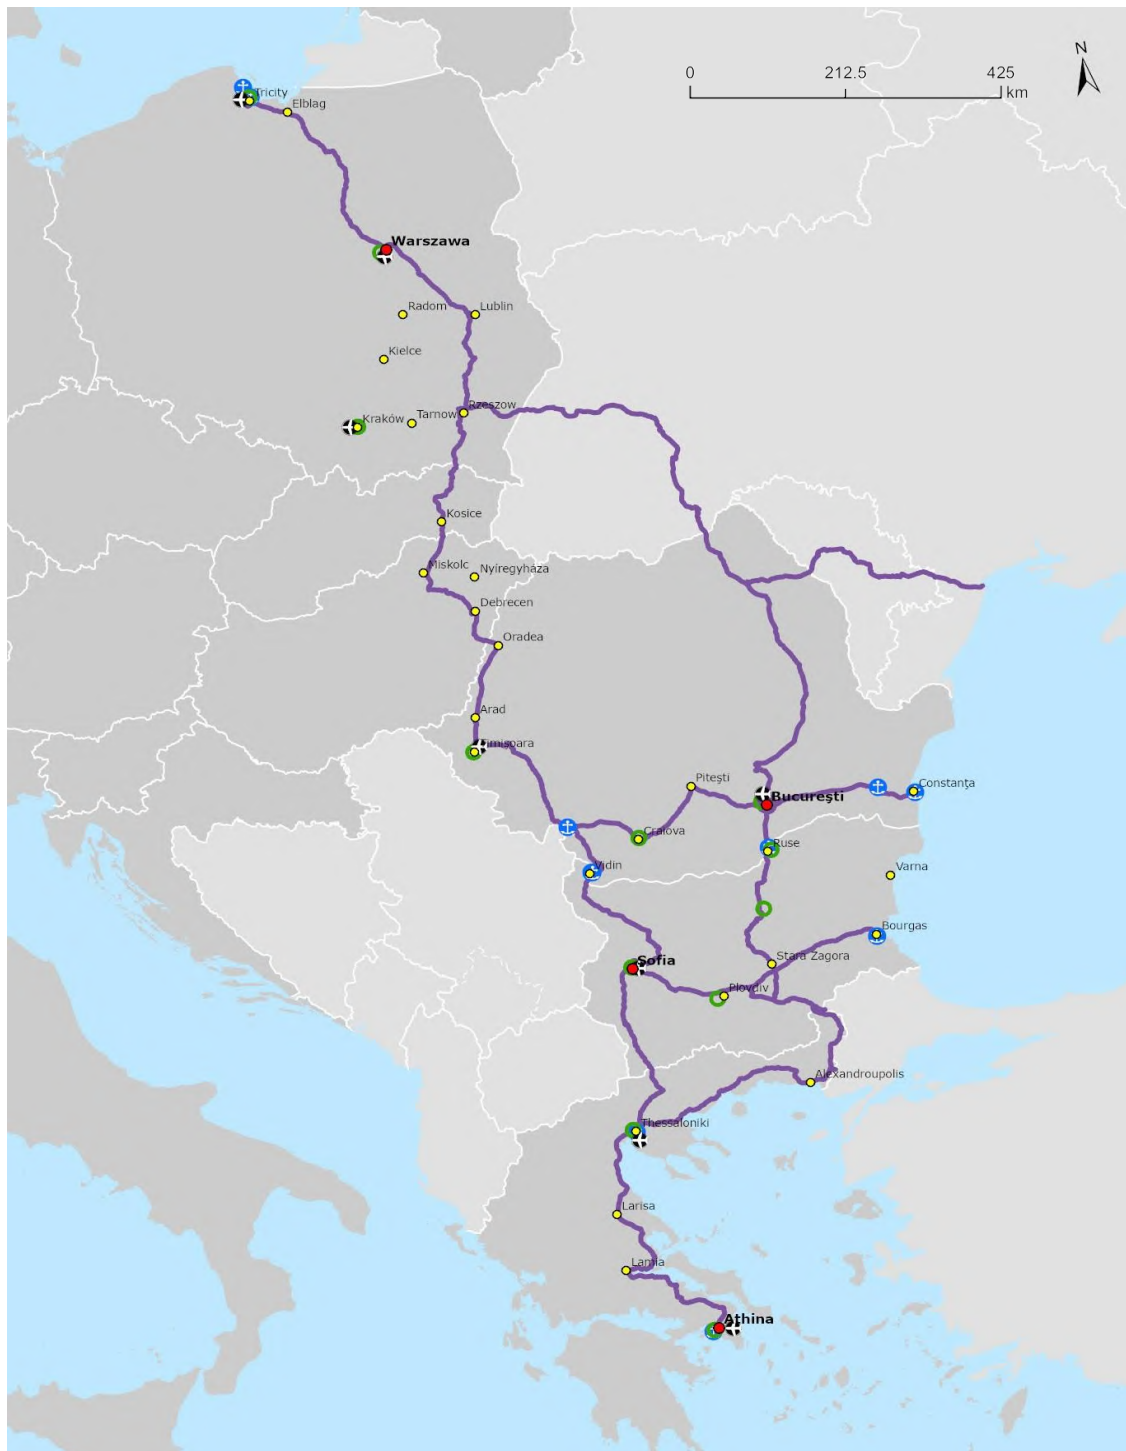 N
0 212.5 425
km
Tricity
Elblag
Warszawa
Radom
Lublin
Kielce
Rzeszow
Kraków
Tarnow
Kosice
Miskolc
Nyíregyháza
Debrecen
Oradea
Arad
Timişoara
Piteşti
Constanţa
Bucureşti
Craiova
Ruse
Vidin
Varna
Bourgas
Sofia
Stara Zagora
Plovdiv
Alexandroupolis
Thessaloniki
Larisa
Lamia
Athina